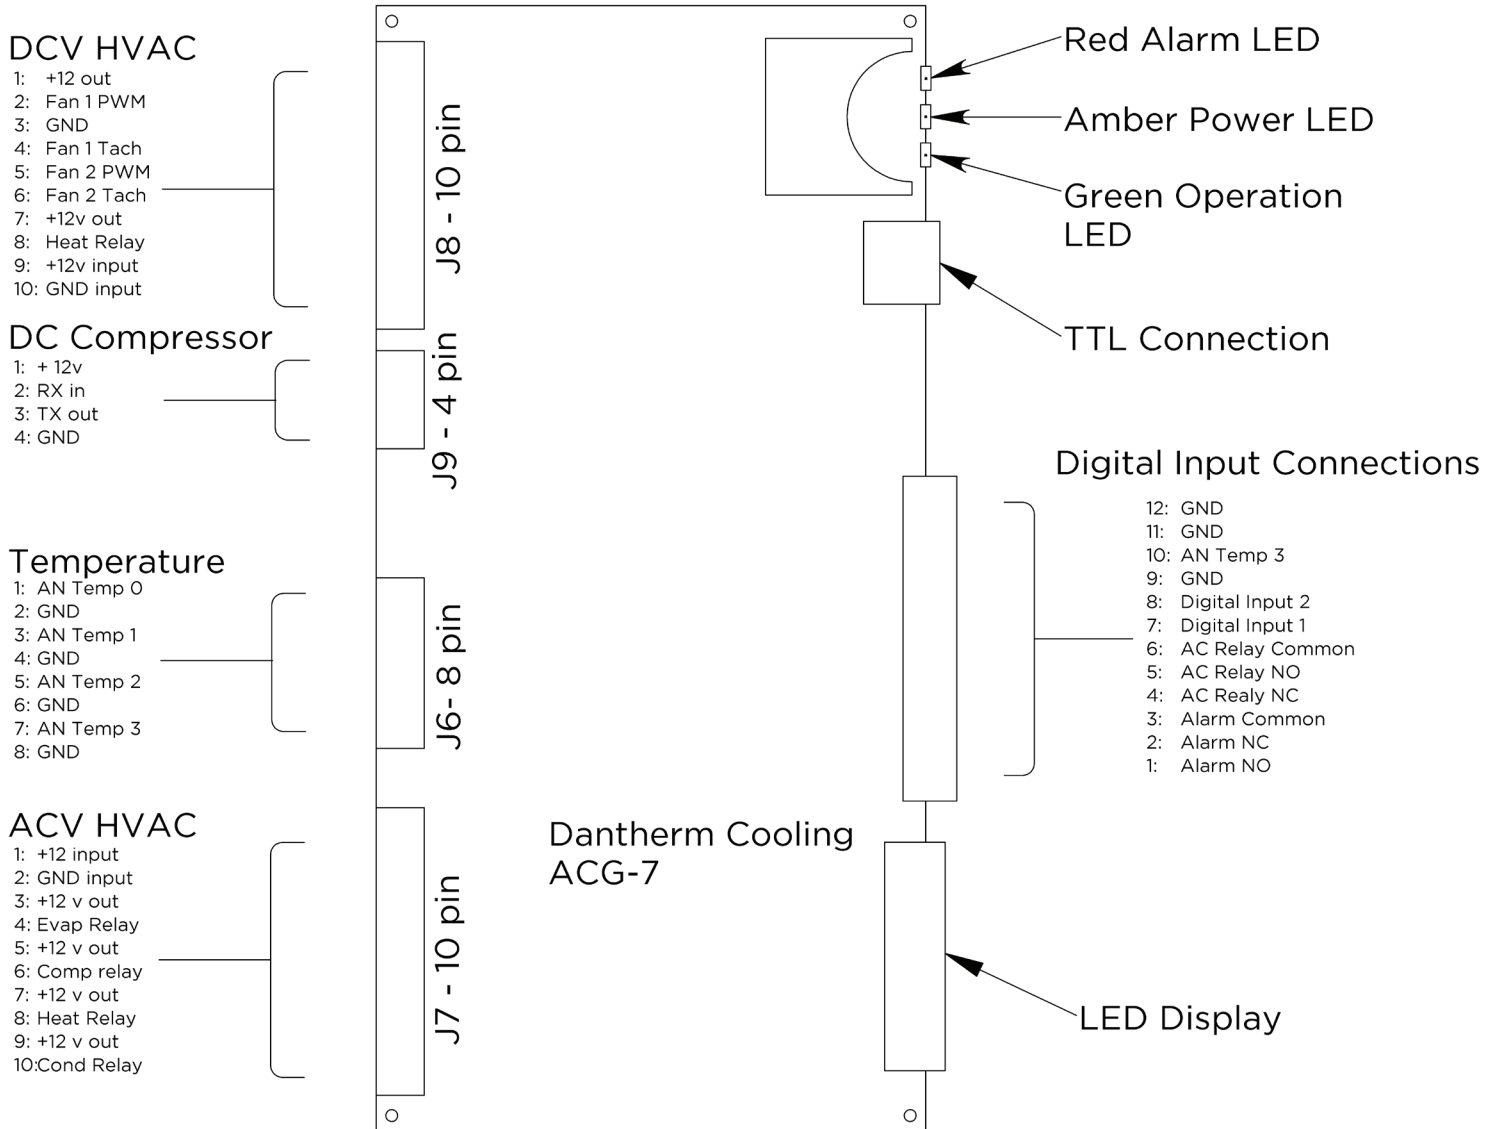 DCV HVAC
1: +12 out
2: Fan 1 PWM
3: GND
4: Fan 1 Tach
5: Fan 2 PWM
6: Fan 2 Tach
7: +12v out
8: Heat Relay
9: +12v input
10: GND input
J8 - 10 pin
DC Compressor
1: + 12v
2: RX in
3: TX out
4: GND
J9 - 4 pin
Temperature
1: AN Temp 0
2: GND
3: AN Temp 1
4: GND
5: AN Temp 2
6: GND
7: AN Temp 3
8: GND
J6- 8 pin
ACV HVAC
1: +12 input
2: GND input
3: +12 v out
4: Evap Relay
5: +12 v out
6: Comp relay
7: +12 v out
8: Heat Relay
9: +12 v out
10:Cond Relay
J7 - 10 pin
Dantherm Cooling
ACG-7
Red Alarm LED
Amber Power LED
Green Operation
LED
TTL Connection
Digital Input Connections
12: GND
11: GND
10: AN Temp 3
9: GND
8: Digital Input 2
7: Digital Input 1
6: AC Relay Common
5: AC Relay NO
4: AC Realy NC
3: Alarm Common
2: Alarm NC
1: Alarm NO
LED Display